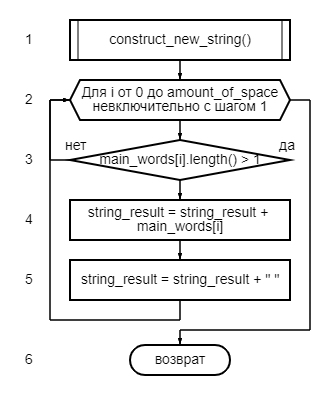 1
construct_new_string()
2
Для i от 0 до amount_of_space
невключительно с шагом 1
нет
да
3
main_words[i].length() > 1
4
string_result = string_result +
main_words[i]
5
string_result = string_result + " "
6
возврат